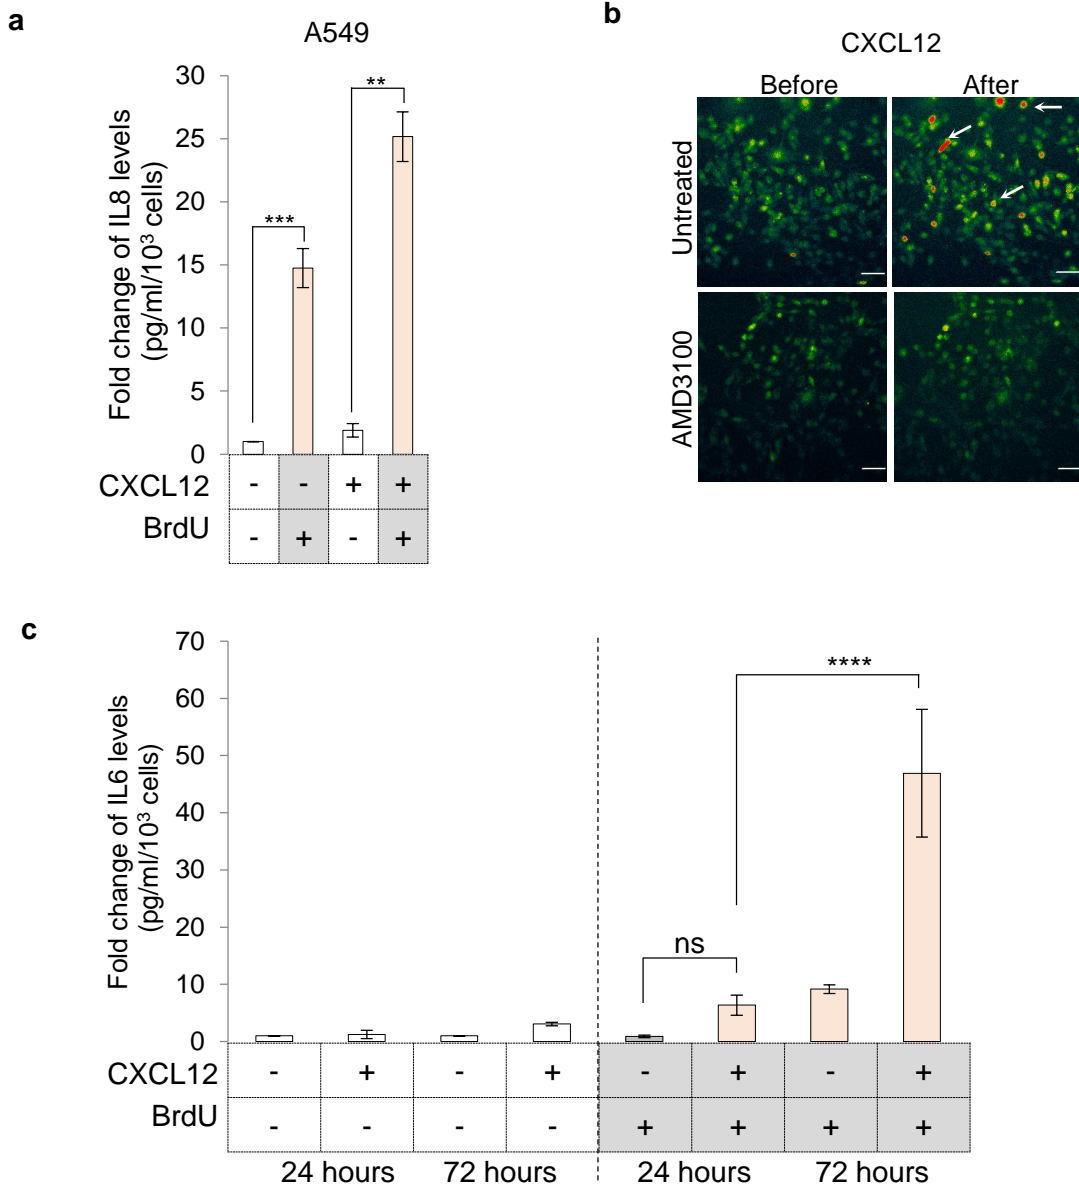 a
A549
Fold change of IL8 levels
(pg/ml/10³ cells)
30
25
20
15
10
5
0
***
**
CXCL12 - - + +
BrdU - + - +
b
CXCL12
Before After
Untreated
AMD3100
c
Fold change of IL6 levels
(pg/ml/10³ cells)
70
60
50
40
30
20
10
0
ns
****
CXCL12 - + - + - + - +
BrdU - - - - + + + +
24 hours 72 hours 24 hours 72 hours